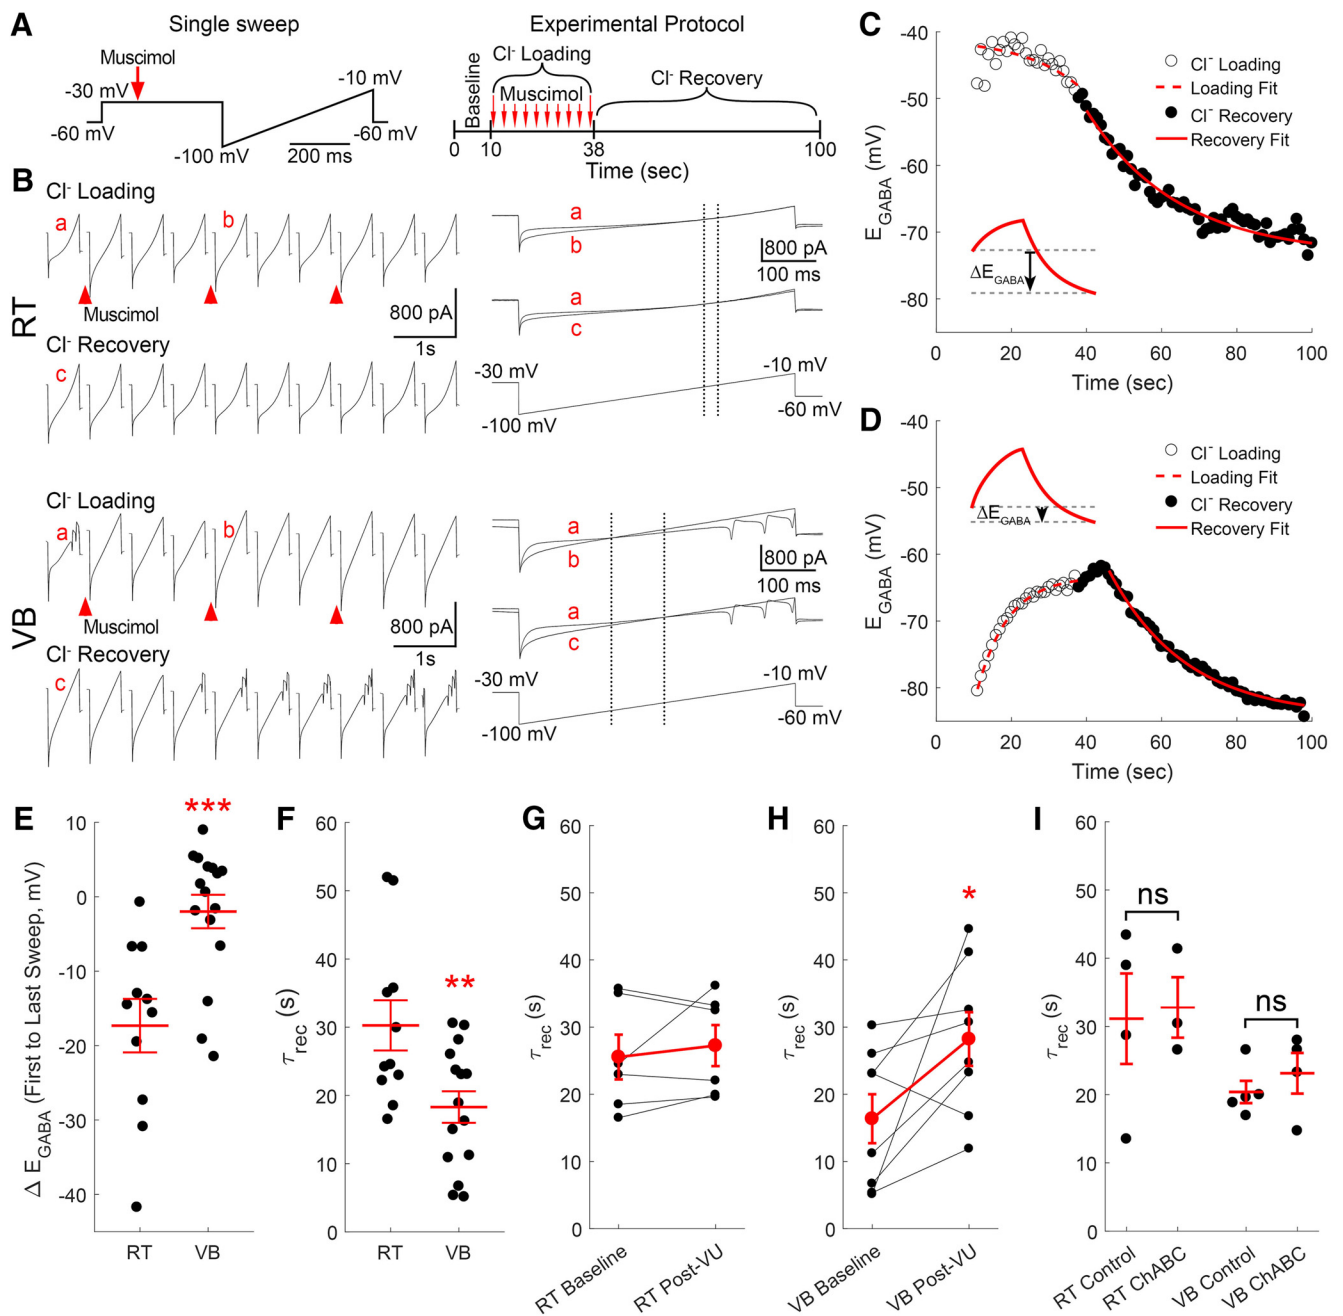 A
Single sweep
Muscimol
-30 mV
-10 mV
-60 mV
-60 mV
-100 mV
200 ms
Experimental Protocol
Baseline
Cl- Loading
Muscimol
Cl- Recovery
0
10
38
100
Time (sec)
B
RT
Cl- Loading
a
b
Muscimol
800 pA
1s
Cl- Recovery
c
a
b
800 pA
100 ms
a
c
-30 mV
-10 mV
-100 mV
-60 mV
VB
Cl- Loading
a
b
Muscimol
800 pA
1s
Cl- Recovery
c
a
b
800 pA
100 ms
a
c
-30 mV
-10 mV
-100 mV
-60 mV
C
-40
-50
-60
-70
-80
E_GABA (mV)
Cl- Loading
Loading Fit
Cl- Recovery
Recovery Fit
ΔE_GABA
0
20
40
60
80
100
Time (sec)
D
-40
-50
-60
-70
-80
E_GABA (mV)
Cl- Loading
Loading Fit
Cl- Recovery
Recovery Fit
ΔE_GABA
0
20
40
60
80
100
Time (sec)
E
Δ E_GABA (First to Last Sweep, mV)
10
0
-10
-20
-30
-40
***
RT
VB
F
τ_rec (s)
60
50
40
30
20
10
0
**
RT
VB
G
τ_rec (s)
60
50
40
30
20
10
0
RT Baseline
RT Post-VU
H
τ_rec (s)
60
50
40
30
20
10
0
*
VB Baseline
VB Post-VU
I
τ_rec (s)
60
50
40
30
20
10
0
ns
ns
RT Control
RT ChABC
VB Control
VB ChABC